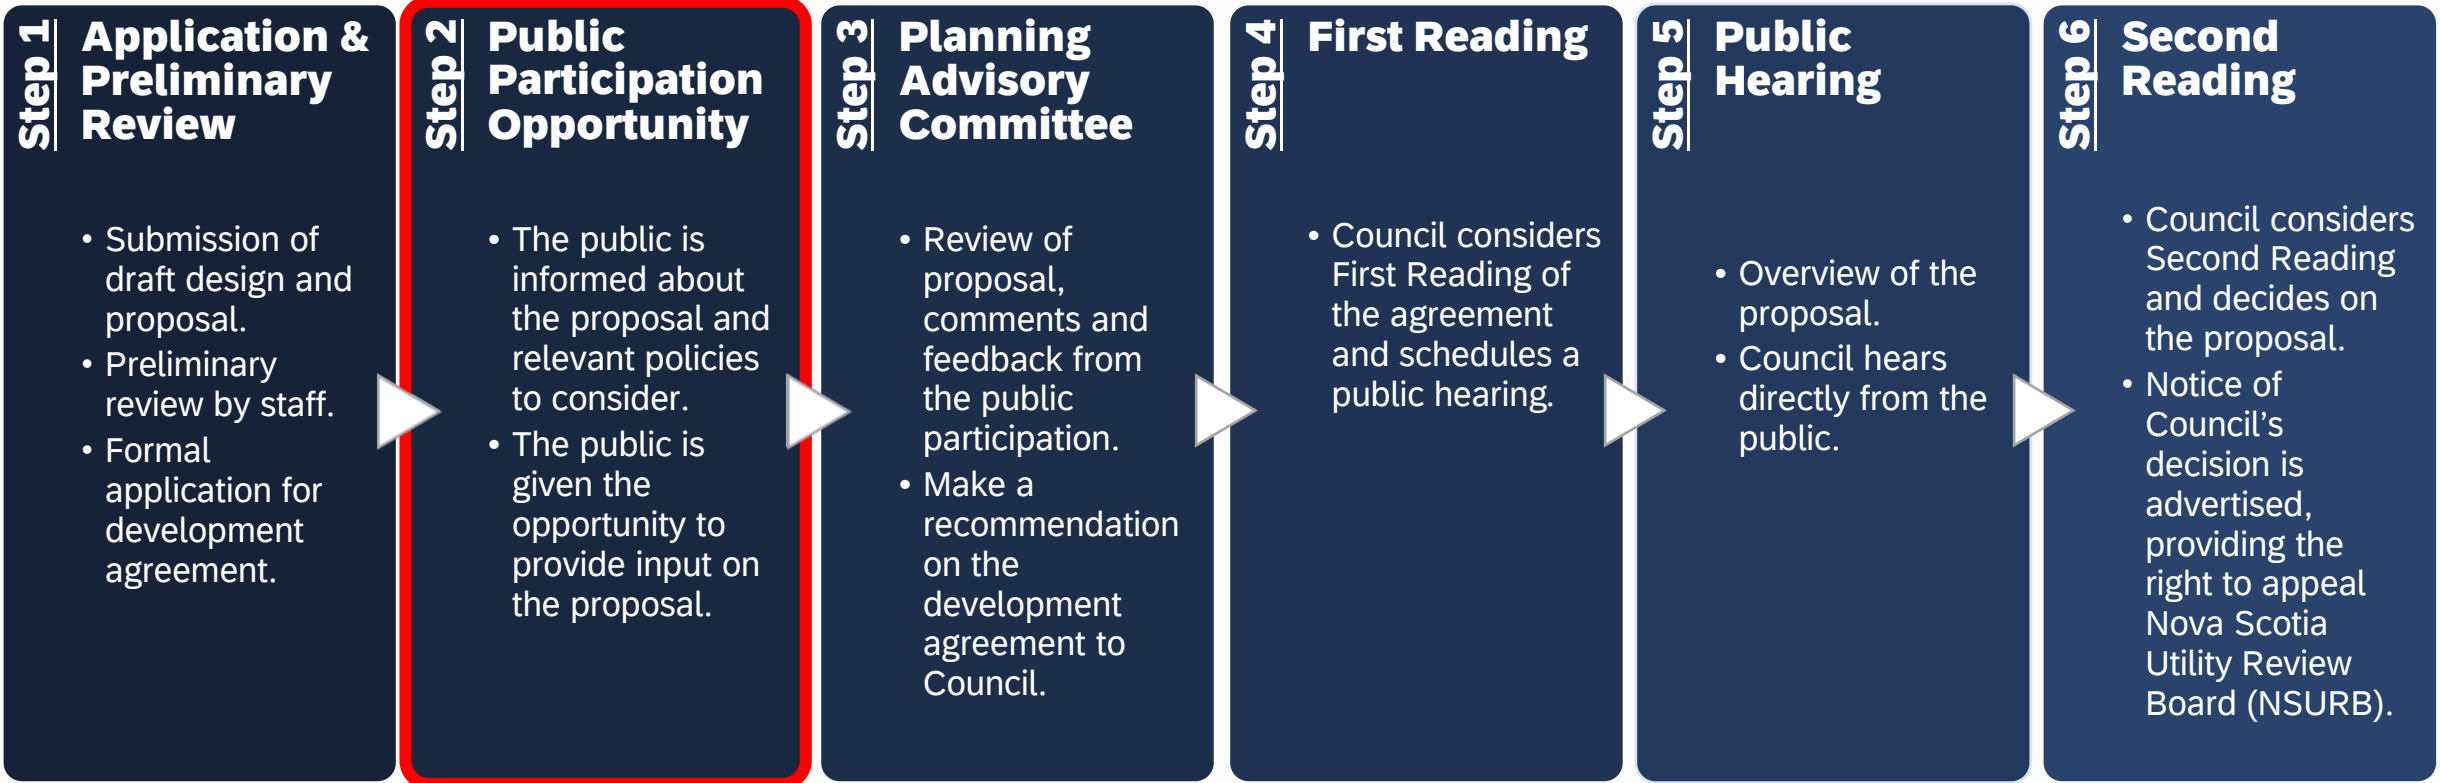 Step 1
Application &
Preliminary
Review
• Submission of
draft design and
proposal.
• Preliminary
review by staff.
• Formal
application for
development
agreement.
Step 2
Public
Participation
Opportunity
• The public is
informed about
the proposal and
relevant policies
to consider.
• The public is
given the
opportunity to
provide input on
the proposal.
Step 3
Planning
Advisory
Committee
• Review of
proposal,
comments and
feedback from
the public
participation.
• Make a
recommendation
on the
development
agreement to
Council.
Step 4
First Reading
• Council considers
First Reading of
the agreement
and schedules a
public hearing.
Step 5
Public
Hearing
• Overview of the
proposal.
• Council hears
directly from the
public.
Step 6
Second
Reading
• Council considers
Second Reading
and decides on
the proposal.
• Notice of
Council’s
decision is
advertised,
providing the
right to appeal
Nova Scotia
Utility Review
Board (NSURB).